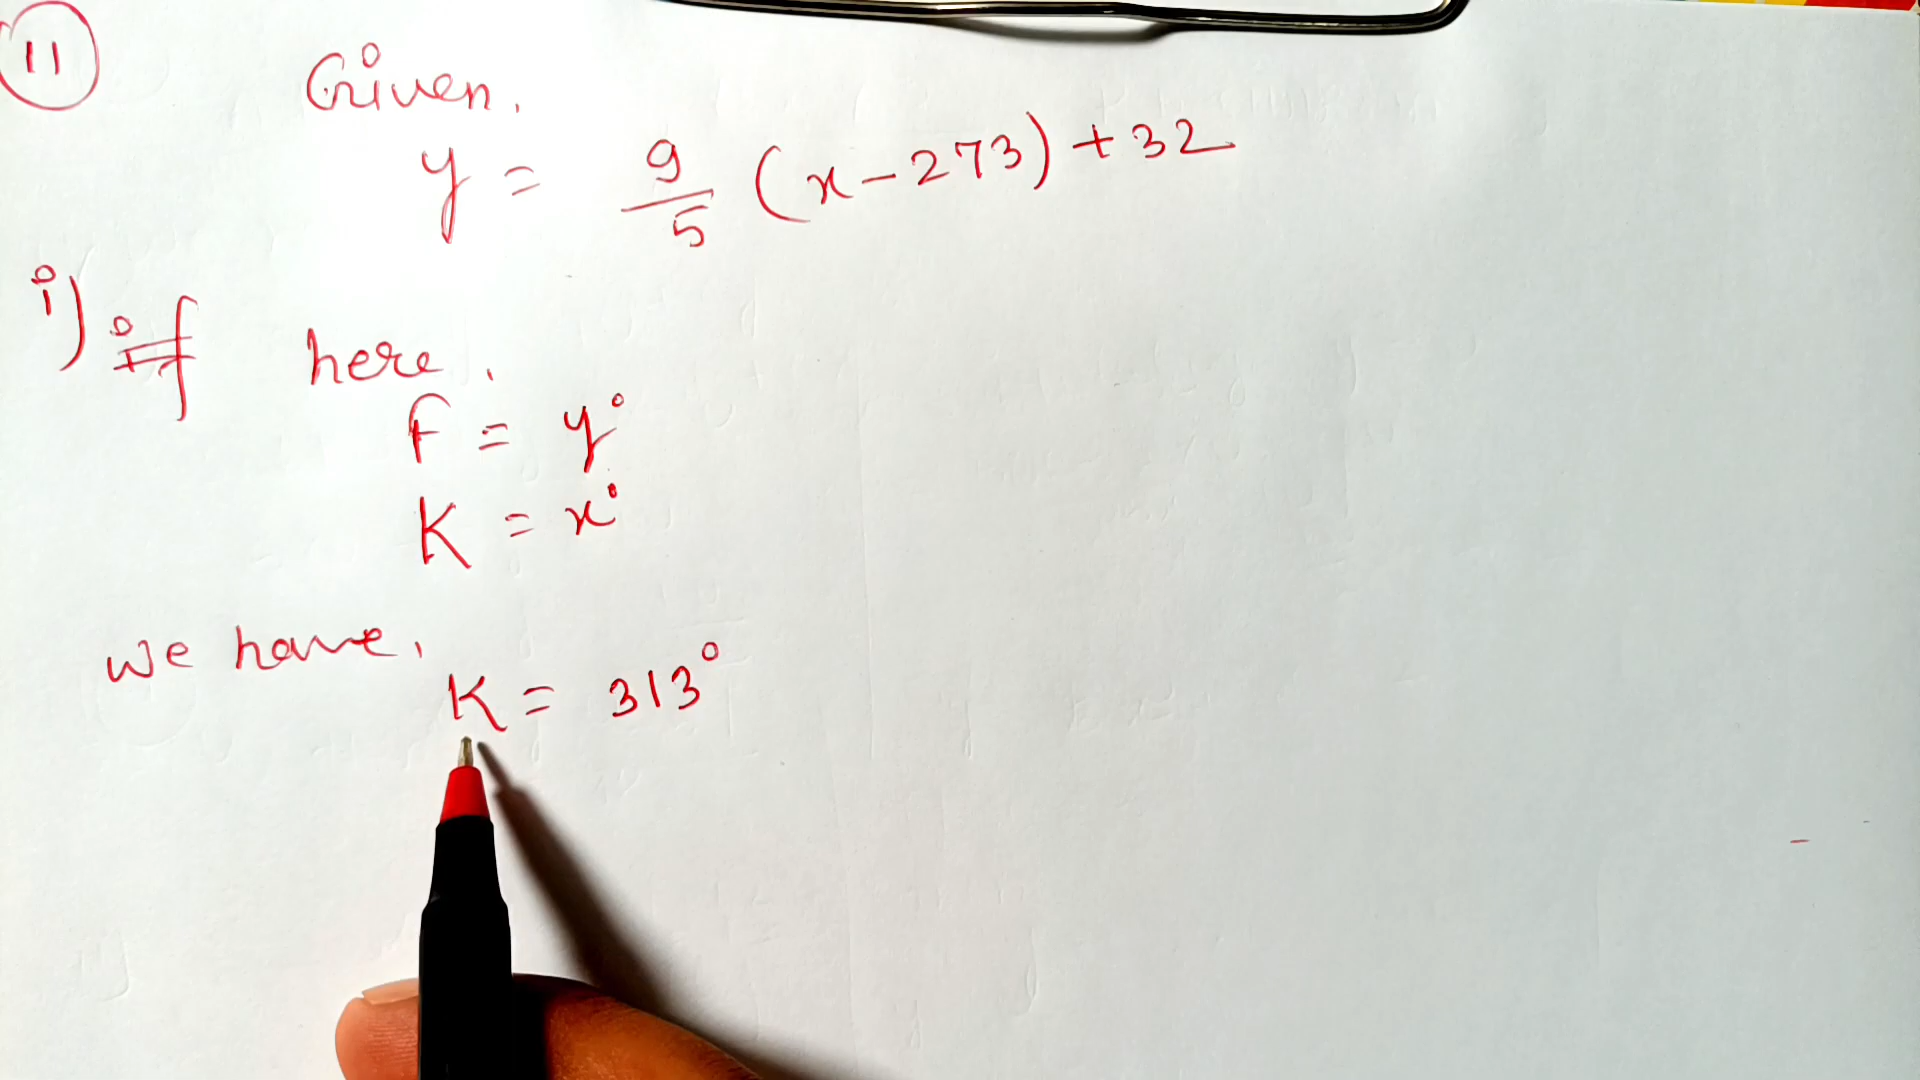 11
Given,
y = 9/5 (x - 273) + 32
i) if here,
F = y°
K = x°
We have,
K = 313°